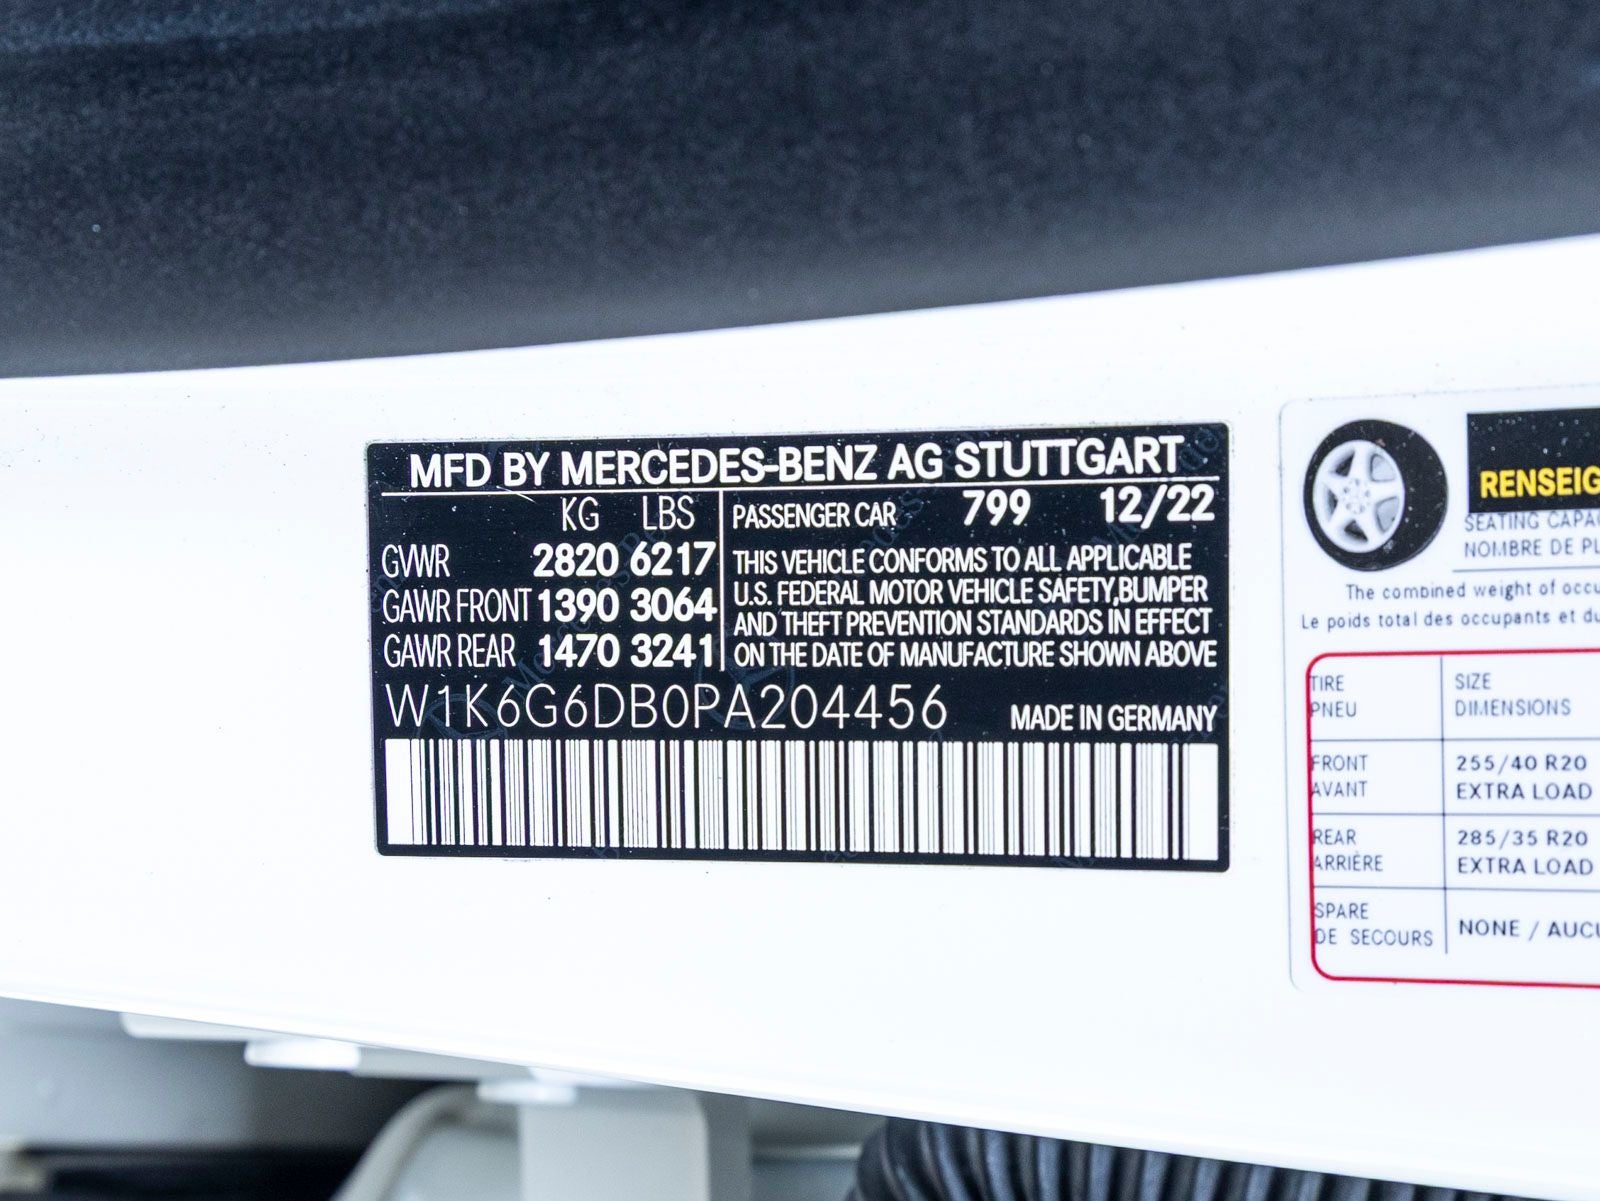 MFD BY MERCEDES-BENZ AG STUTTGART
KG LBS
GVWR 2820 6217
GAWR FRONT 1390 3064
GAWR REAR 1470 3241
PASSENGER CAR 799 12/22
THIS VEHICLE CONFORMS TO ALL APPLICABLE
U.S. FEDERAL MOTOR VEHICLE SAFETY,BUMPER
AND THEFT PREVENTION STANDARDS IN EFFECT
ON THE DATE OF MANUFACTURE SHOWN ABOVE
W1K6G6DB0PA204456
MADE IN GERMANY
RENSEIG
SEATING CAPA
NOMBRE DE PL
The combined weight of occu
Le poids total des occupants et du
TIRE SIZE
PNEU DIMENSIONS
FRONT 255/40 R20
AVANT EXTRA LOAD
REAR 285/35 R20
ARRIÈRE EXTRA LOAD
SPARE
DE SECOURS NONE / AUCU